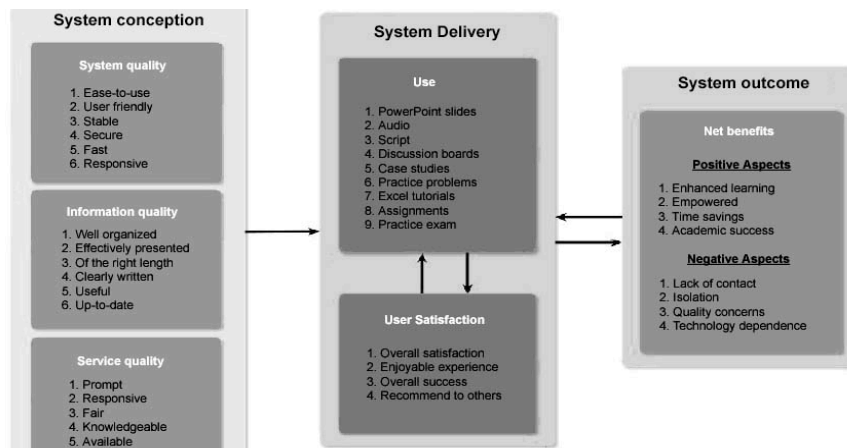 System conception
System quality
1. Ease-to-use
2. User friendly
3. Stable
4. Secure
5. Fast
6. Responsive
Information quality
1. Well organized
2. Effectively presented
3. Of the right length
4. Clearly written
5. Useful
6. Up-to-date
Service quality
1. Prompt
2. Responsive
3. Fair
4. Knowledgeable
5. Available
System Delivery
Use
1. PowerPoint slides
2. Audio
3. Script
4. Discussion boards
5. Case studies
6. Practice problems
7. Excel tutorials
8. Assignments
9. Practice exam
User Satisfaction
1. Overall satisfaction
2. Enjoyable experience
3. Overall success
4. Recommend to others
System outcome
Net benefits
Positive Aspects
1. Enhanced learning
2. Empowered
3. Time savings
4. Academic success
Negative Aspects
1. Lack of contact
2. Isolation
3. Quality concerns
4. Technology dependence